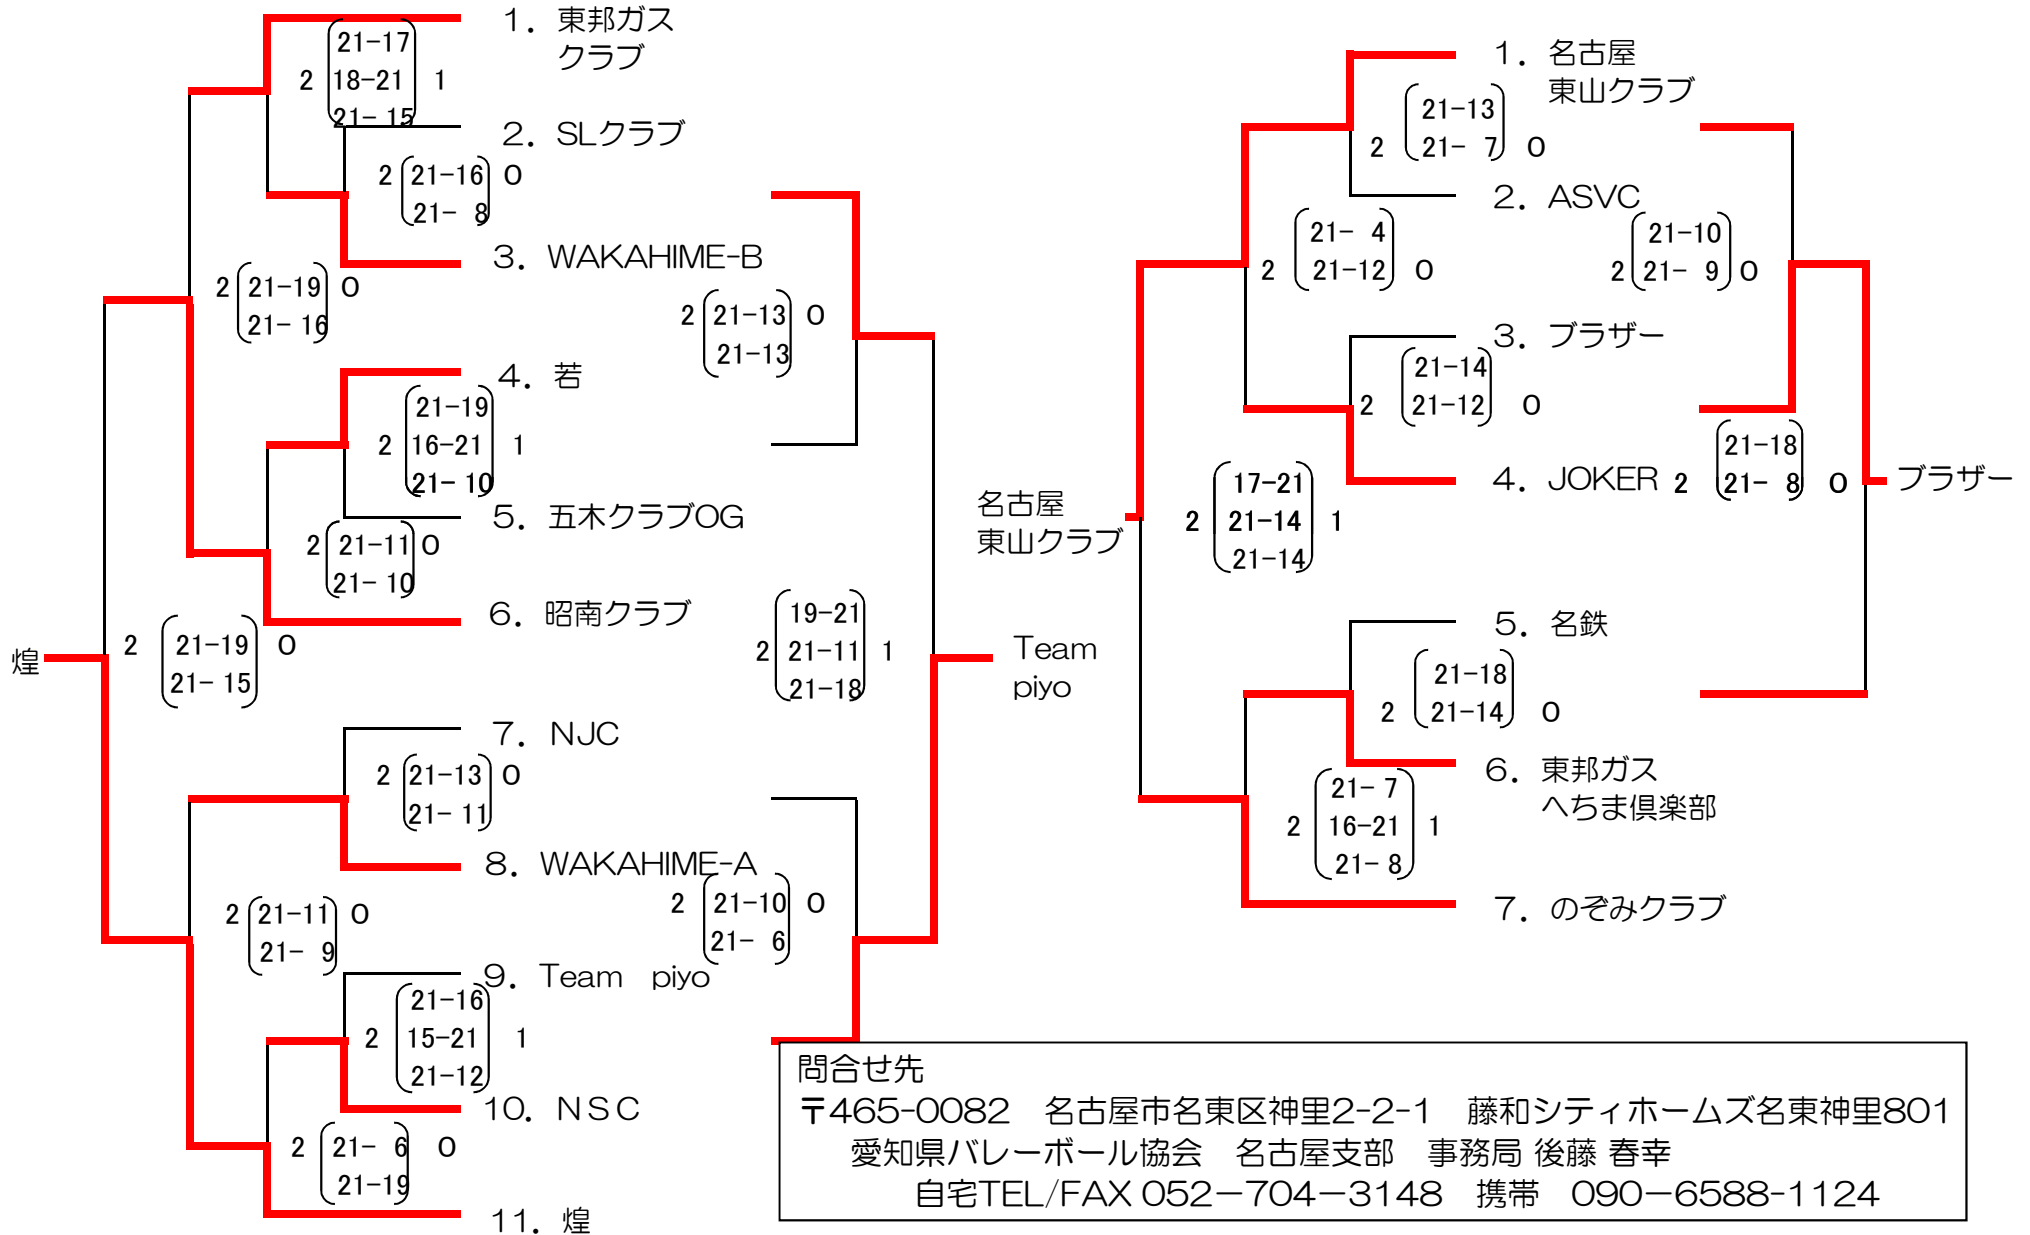 1. 東邦ガス
クラブ
21-17
2 18-21 1
21-15
2. SLクラブ
2 21-16 0
21- 8
3. WAKAHIME-B
2 21-19 0
21-16
2 21-13 0
21-13
4. 若
21-19
2 16-21 1
21-10
5. 五木クラブOG
2 21-11 0
21-10
6. 昭南クラブ
2 21-19 0
21-15
煌
19-21
2 21-11 1
21-18
Team
piyo
7. NJC
2 21-13 0
21-11
8. WAKAHIME-A
2 21-10 0
21- 6
2 21-11 0
21- 9
9. Team piyo
21-16
2 15-21 1
21-12
10. NSC
2 21- 6 0
21-19
11. 煌
1. 名古屋
東山クラブ
21-13
2 21- 7 0
2. ASVC
21- 4
2 21-12 0
21-10
2 21- 9 0
3. ブラザー
21-14
2 21-12 0
4. JOKER
21-18
2 21- 8 0
ブラザー
名古屋
東山クラブ
17-21
2 21-14 1
21-14
5. 名鉄
21-18
2 21-14 0
6. 東邦ガス
へちま倶楽部
21- 7
2 16-21 1
21- 8
7. のぞみクラブ
問合せ先
〒465-0082 名古屋市名東区神里2-2-1 藤和シティホームズ名東神里801
愛知県バレーボール協会 名古屋支部 事務局 後藤 春幸
自宅TEL/FAX 052-704-3148 携帯 090-6588-1124